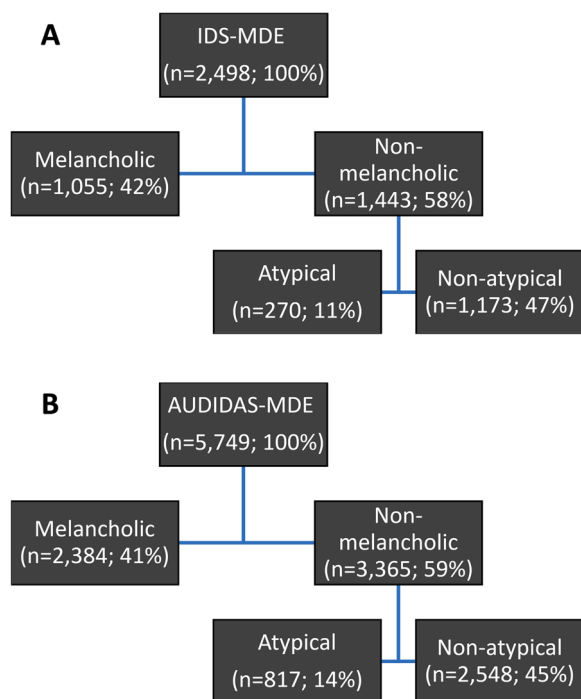 A
IDS-MDE
(n=2,498; 100%)
Melancholic
(n=1,055; 42%)
Non-
melancholic
(n=1,443; 58%)
Atypical
(n=270; 11%)
Non-atypical
(n=1,173; 47%)
B
AUDIDAS-MDE
(n=5,749; 100%)
Melancholic
(n=2,384; 41%)
Non-
melancholic
(n=3,365; 59%)
Atypical
(n=817; 14%)
Non-atypical
(n=2,548; 45%)